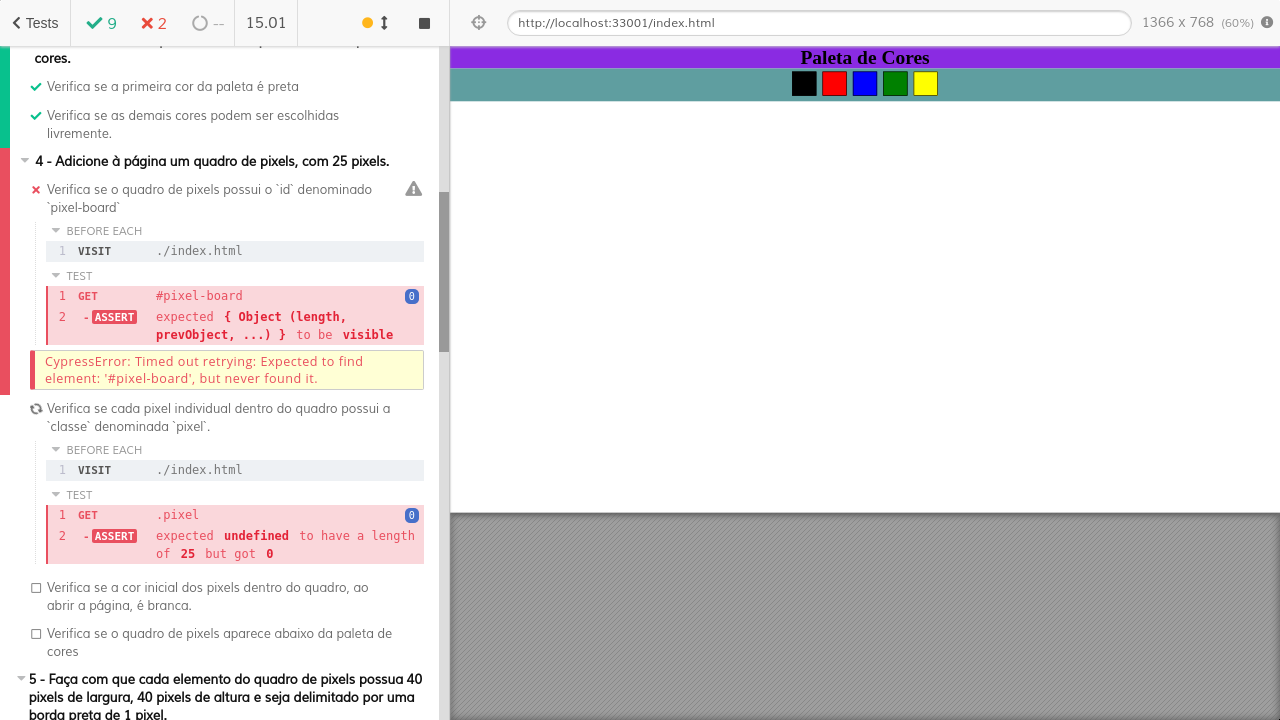 Tests
9
2
--
15.01
http://localhost:33001/index.html
1366 x 768 (60%)
cores.
Verifica se a primeira cor da paleta é preta
Verifica se as demais cores podem ser escolhidas
livremente.
4 - Adicione à página um quadro de pixels, com 25 pixels.
Verifica se o quadro de pixels possui o `id` denominado
`pixel-board`
BEFORE EACH
1 VISIT ./index.html
TEST
1 GET #pixel-board 0
2 - ASSERT expected { Object (length,
prevObject, ...) } to be visible
CypressError: Timed out retrying: Expected to find
element: '#pixel-board', but never found it.
Verifica se cada pixel individual dentro do quadro possui a
`classe` denominada `pixel`.
BEFORE EACH
1 VISIT ./index.html
TEST
1 GET .pixel 0
2 - ASSERT expected undefined to have a length
of 25 but got 0
Verifica se a cor inicial dos pixels dentro do quadro, ao
abrir a página, é branca.
Verifica se o quadro de pixels aparece abaixo da paleta de
cores
5 - Faça com que cada elemento do quadro de pixels possua 40
pixels de largura, 40 pixels de altura e seja delimitado por uma
borda preta de 1 pixel.
Paleta de Cores